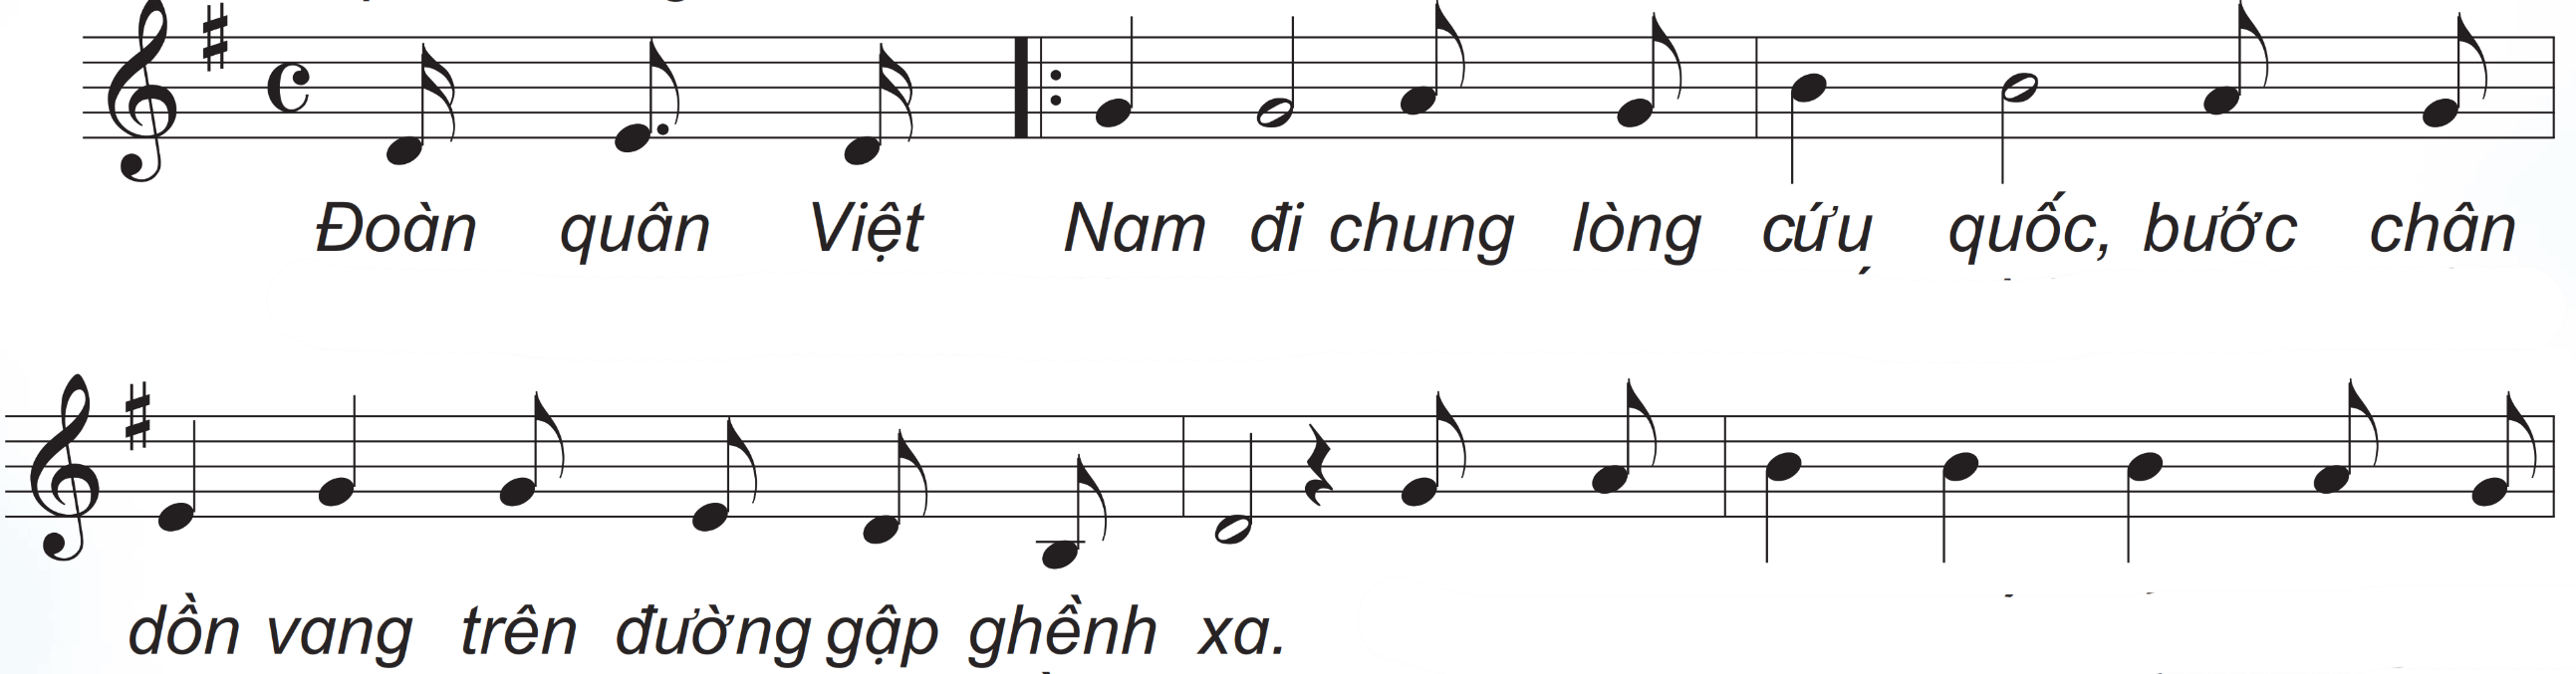 Đoàn quân Việt Nam đi chung lòng cứu quốc, bước chân
dồn vang trên đường gập ghềnh xa.